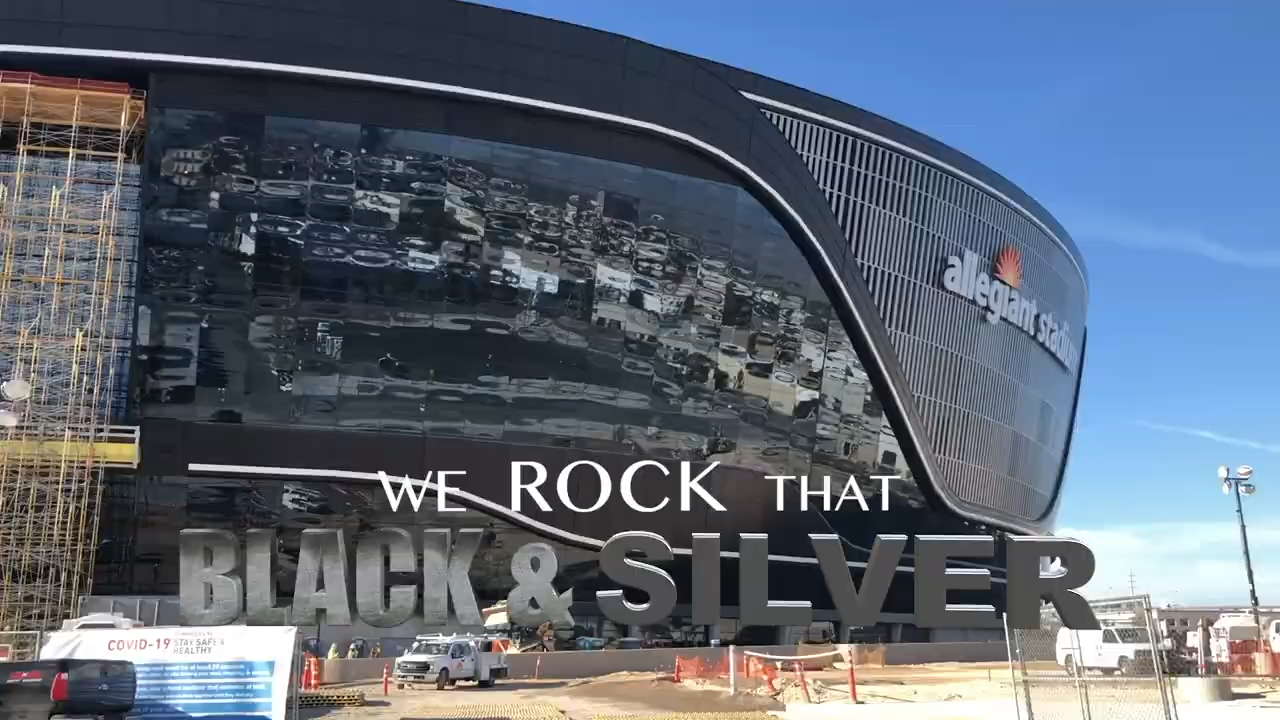 allegiant stadium
WE ROCK THAT
BLACK & SILVER
COVID-19 STAY SAFE &
HEALTHY